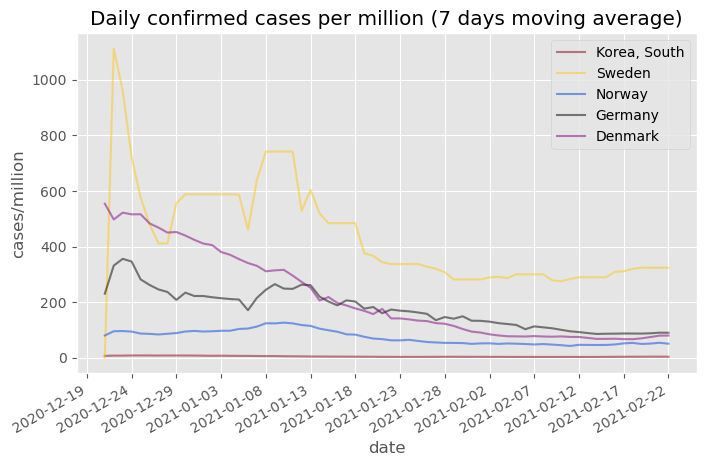 Daily confirmed cases per million (7 days moving average)
Korea, South
Sweden
Norway
Germany
Denmark
1000
800
600
400
200
0
cases/million
2020-12-19
2020-12-24
2020-12-29
2021-01-03
2021-01-08
2021-01-13
2021-01-18
2021-01-23
2021-01-28
2021-02-02
2021-02-07
2021-02-12
2021-02-17
2021-02-22
date